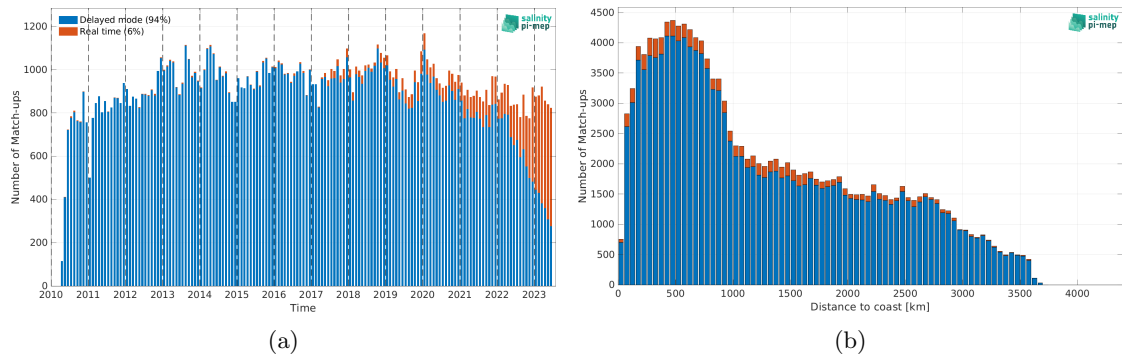 Delayed mode (94%)
Real time (6%)
salinity
pi-mep
Number of Match-ups
1200
1000
800
600
400
200
0
2010 2011 2012 2013 2014 2015 2016 2017 2018 2019 2020 2021 2022 2023
Time
(a)
salinity
pi-mep
Number of Match-ups
4500
4000
3500
3000
2500
2000
1500
1000
500
0
0 500 1000 1500 2000 2500 3000 3500 4000
Distance to coast [km]
(b)